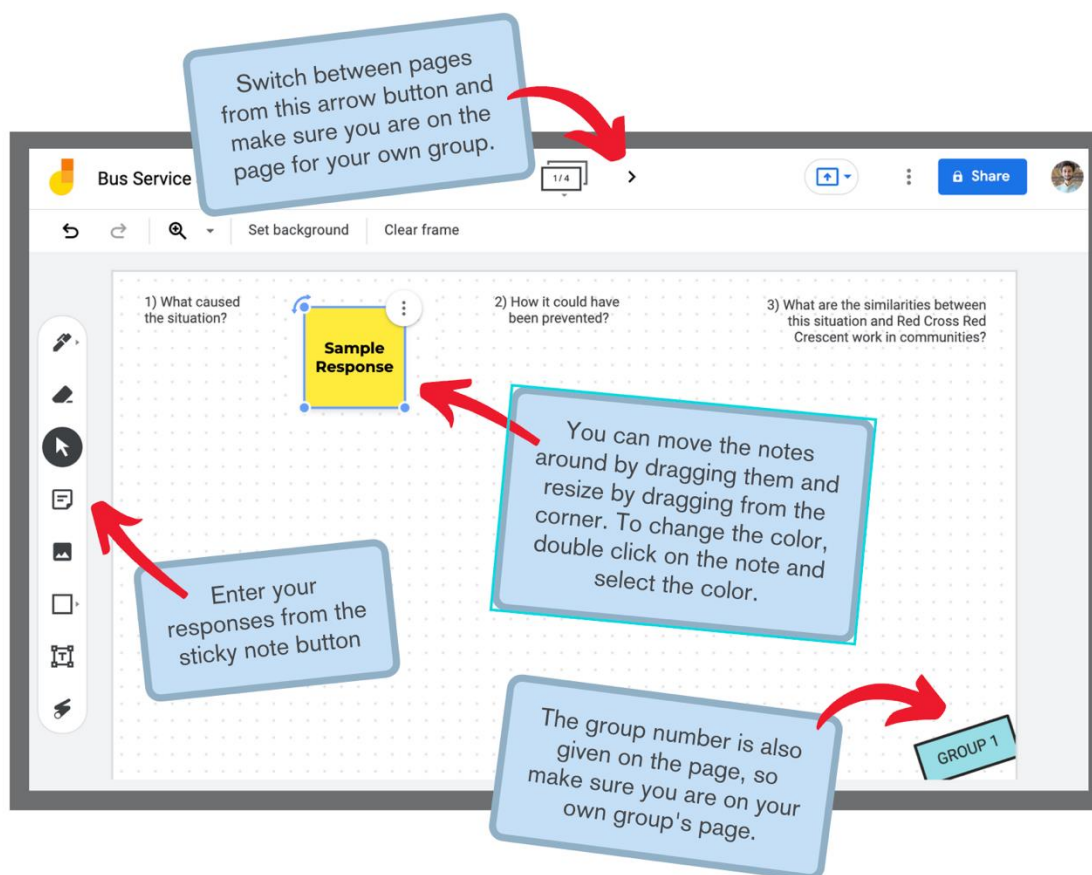 Switch between pages
from this arrow button and
make sure you are on the
page for your own group.
Bus Service
1/4
Share
Set background
Clear frame
1) What caused
the situation?
Sample
Response
2) How it could have
been prevented?
3) What are the similarities between
this situation and Red Cross Red
Crescent work in communities?
You can move the notes
around by dragging them and
resize by dragging from the
corner. To change the color,
double click on the note and
select the color.
Enter your
responses from the
sticky note button
The group number is also
given on the page, so
make sure you are on your
own group's page.
GROUP 1